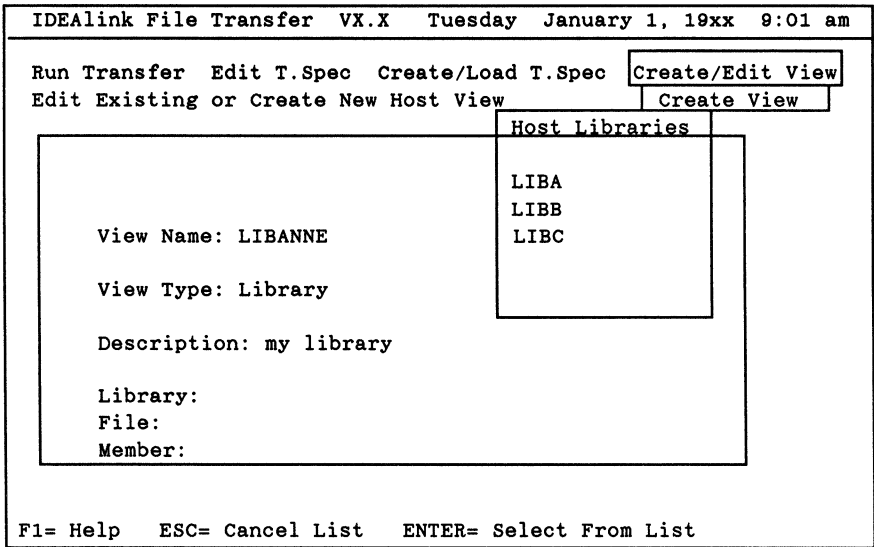 IDEAlink File Transfer VX.X Tuesday January 1, 19xx 9:01 am
Run Transfer Edit T.Spec Create/Load T.Spec Create/Edit View
Edit Existing or Create New Host View Create View
Host Libraries
LIBA
LIBB
View Name: LIBANNE LIBC
View Type: Library
Description: my library
Library:
File:
Member:
F1= Help ESC= Cancel List ENTER= Select From List